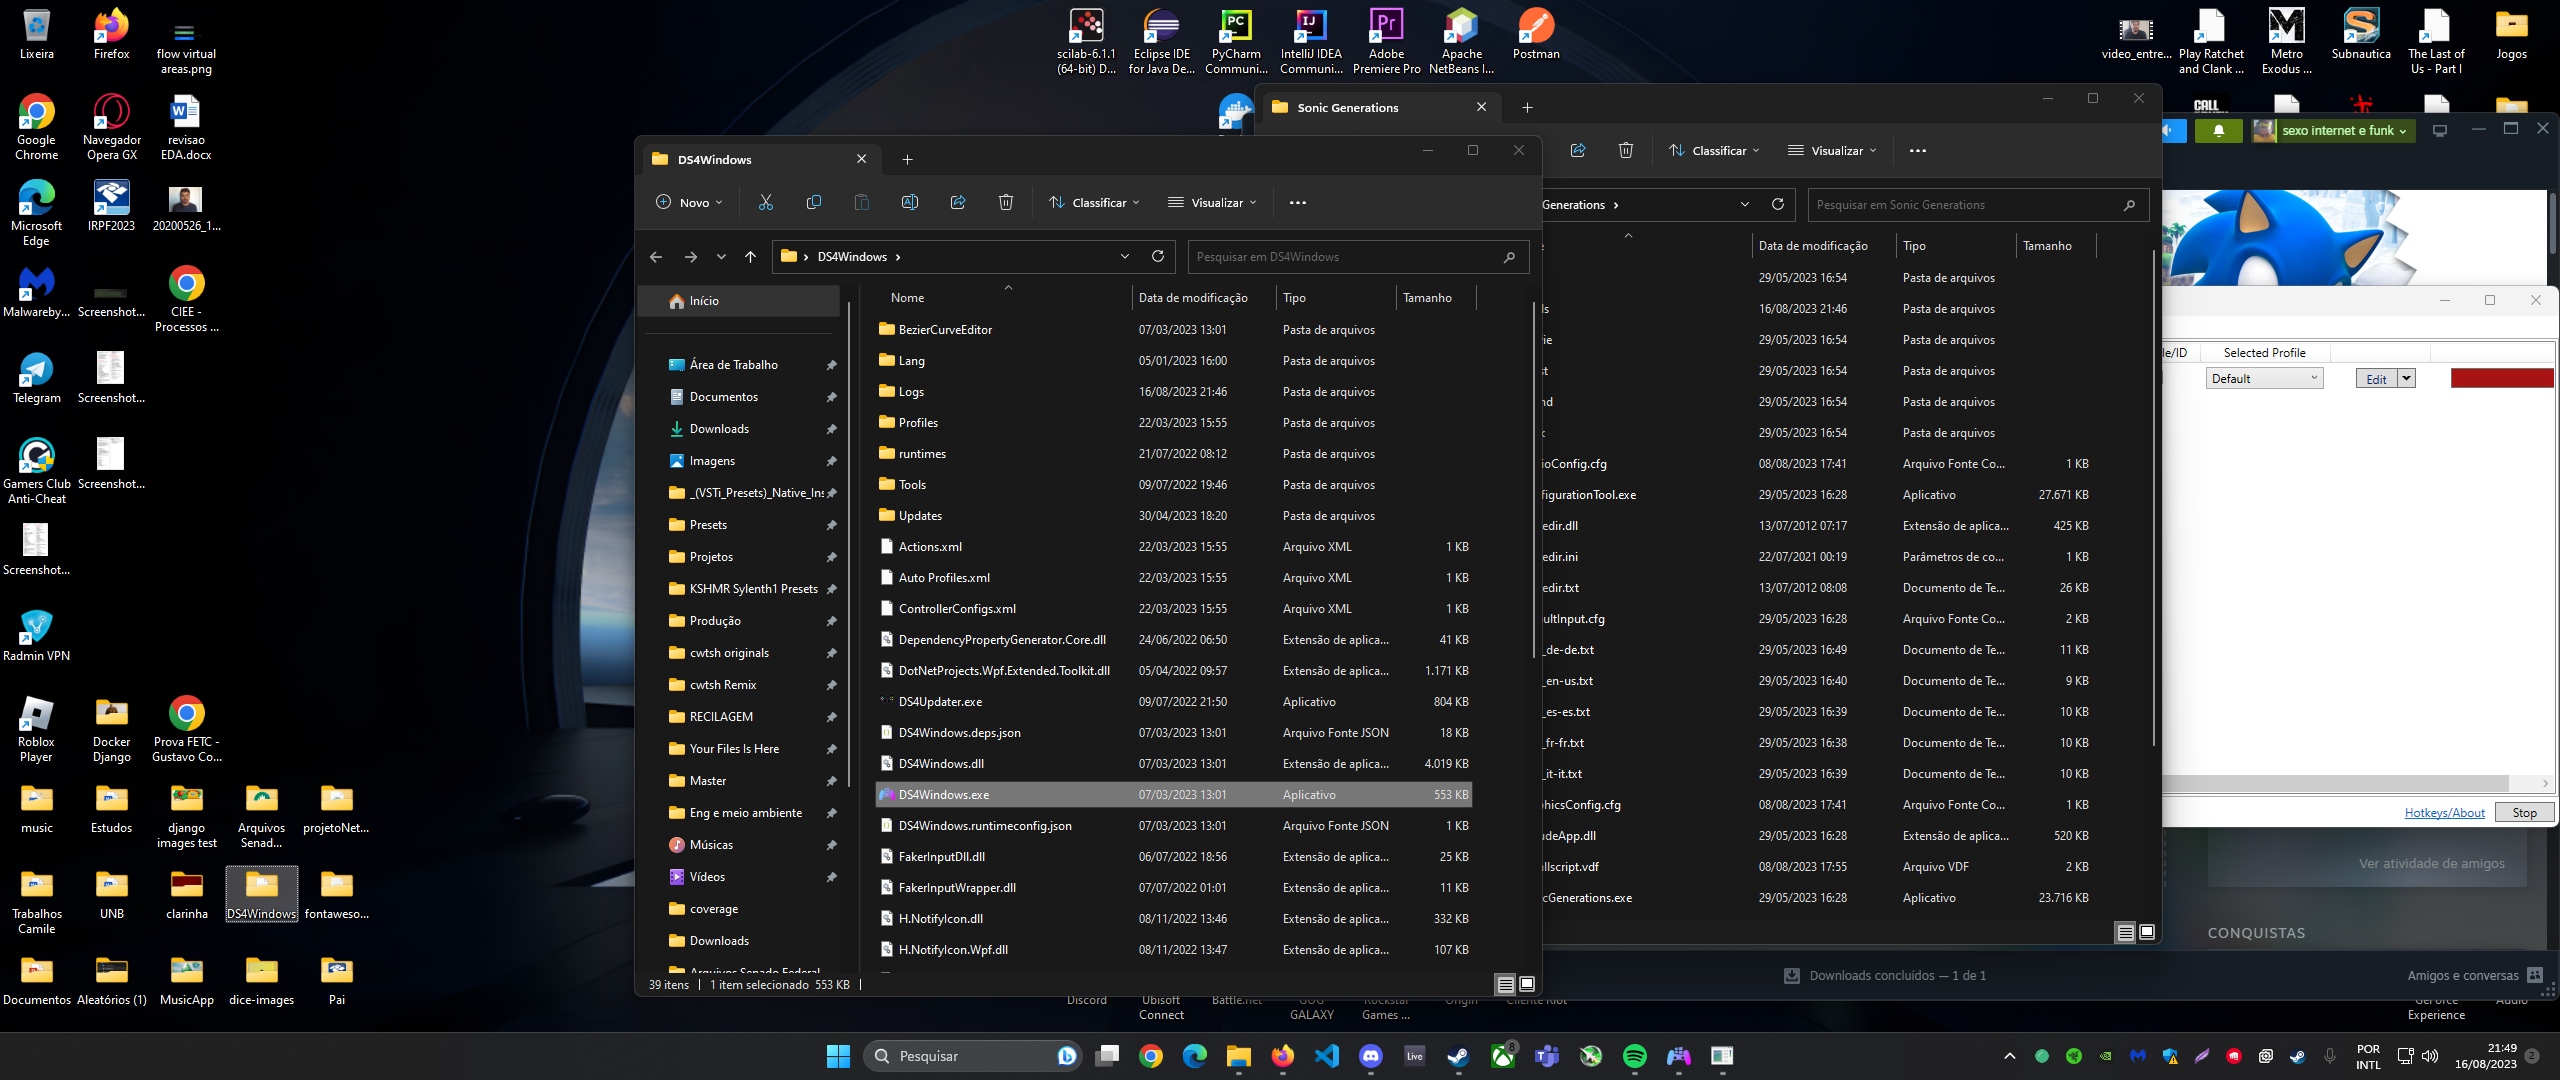 Lixeira
Firefox
flow virtual
areas.png
Google
Chrome
Navegador
Opera GX
revisao
EDA.docx
Microsoft
Edge
IRPF2023
20200526_1...
Malwareby...
Screenshot...
CIEE -
Processos ...
Telegram
Screenshot...
Gamers Club
Anti-Cheat
Screenshot...
Screenshot...
Radmin VPN
Roblox
Player
Docker
Django
Prova FETC -
Gustavo Co...
music
Estudos
django
images test
Arquivos
Senad...
projetoNet...
Trabalhos
Camile
UNB
clarinha
DS4Windows
fontaweso...
Documentos
Aleatórios (1)
MusicApp
dice-images
Pai
scilab-6.1.1
(64-bit) D...
Eclipse IDE
for Java De...
PyCharm
Communi...
IntelliJ IDEA
Communi...
Adobe
Premiere Pro
Apache
NetBeans I...
Postman
video_entre...
Play Ratchet
and Clank ...
Metro
Exodus ...
Subnautica
The Last of
Us - Part I
Jogos
CALL
DS4Windows
Novo
Classificar
Visualizar
DS4Windows
Pesquisar em DS4Windows
Início
Área de Trabalho
Documentos
Downloads
Imagens
_(VSTi_Presets)_Native_Ins
Presets
Projetos
KSHMR Sylenth1 Presets
Produção
cwtsh originals
cwtsh Remix
RECILAGEM
Your Files Is Here
Master
Eng e meio ambiente
Músicas
Vídeos
coverage
Downloads
Arquivos Senado Federal
Nome Data de modificação Tipo Tamanho
BezierCurveEditor 07/03/2023 13:01 Pasta de arquivos
Lang 05/01/2023 16:00 Pasta de arquivos
Logs 16/08/2023 21:46 Pasta de arquivos
Profiles 22/03/2023 15:55 Pasta de arquivos
runtimes 21/07/2022 08:12 Pasta de arquivos
Tools 09/07/2022 19:46 Pasta de arquivos
Updates 30/04/2023 18:20 Pasta de arquivos
Actions.xml 22/03/2023 15:55 Arquivo XML 1 KB
Auto Profiles.xml 22/03/2023 15:55 Arquivo XML 1 KB
ControllerConfigs.xml 22/03/2023 15:55 Arquivo XML 1 KB
DependencyPropertyGenerator.Core.dll 24/06/2022 06:50 Extensão de aplica... 41 KB
DotNetProjects.Wpf.Extended.Toolkit.dll 05/04/2022 09:57 Extensão de aplica... 1.171 KB
DS4Updater.exe 09/07/2022 21:50 Aplicativo 804 KB
DS4Windows.deps.json 07/03/2023 13:01 Arquivo Fonte JSON 18 KB
DS4Windows.dll 07/03/2023 13:01 Extensão de aplica... 4.019 KB
DS4Windows.exe 07/03/2023 13:01 Aplicativo 553 KB
DS4Windows.runtimeconfig.json 07/03/2023 13:01 Arquivo Fonte JSON 1 KB
FakerInputDll.dll 06/07/2022 18:56 Extensão de aplica... 25 KB
FakerInputWrapper.dll 07/07/2022 01:01 Extensão de aplica... 11 KB
H.NotifyIcon.dll 08/11/2022 13:46 Extensão de aplica... 332 KB
H.NotifyIcon.Wpf.dll 08/11/2022 13:47 Extensão de aplica... 107 KB
39 itens 1 item selecionado 553 KB
Sonic Generations
Classificar
Visualizar
Generations
Pesquisar em Sonic Generations
e Data de modificação Tipo Tamanho
29/05/2023 16:54 Pasta de arquivos
ls 16/08/2023 21:46 Pasta de arquivos
ie 29/05/2023 16:54 Pasta de arquivos
st 29/05/2023 16:54 Pasta de arquivos
nd 29/05/2023 16:54 Pasta de arquivos
k 29/05/2023 16:54 Pasta de arquivos
ioConfig.cfg 08/08/2023 17:41 Arquivo Fonte Co... 1 KB
figurationTool.exe 29/05/2023 16:28 Aplicativo 27.671 KB
edir.dll 13/07/2012 07:17 Extensão de aplica... 425 KB
edir.ini 22/07/2021 00:19 Parâmetros de co... 1 KB
edir.txt 13/07/2012 08:08 Documento de Te... 26 KB
ultInput.cfg 29/05/2023 16:28 Arquivo Fonte Co... 2 KB
_de-de.txt 29/05/2023 16:49 Documento de Te... 11 KB
_en-us.txt 29/05/2023 16:40 Documento de Te... 9 KB
_es-es.txt 29/05/2023 16:39 Documento de Te... 10 KB
_fr-fr.txt 29/05/2023 16:38 Documento de Te... 10 KB
_it-it.txt 29/05/2023 16:39 Documento de Te... 10 KB
phicsConfig.cfg 08/08/2023 17:41 Arquivo Fonte Co... 1 KB
udeApp.dll 29/05/2023 16:28 Extensão de aplica... 520 KB
allscript.vdf 08/08/2023 17:55 Arquivo VDF 2 KB
cGenerations.exe 29/05/2023 16:28 Aplicativo 23.716 KB
sexo internet e funk
le/ID Selected Profile
Default
Edit
Hotkeys/About
Stop
Ver atividade de amigos
CONQUISTAS
Downloads concluídos — 1 de 1
Amigos e conversas
Discord
Ubisoft
Connect
Battle.net
GOG
GALAXY
Rockstar
Games ...
Origin
Cliente Riot
GeForce
Experience
Audio
Pesquisar
Live
8
POR
INTL
21:49
16/08/2023
2